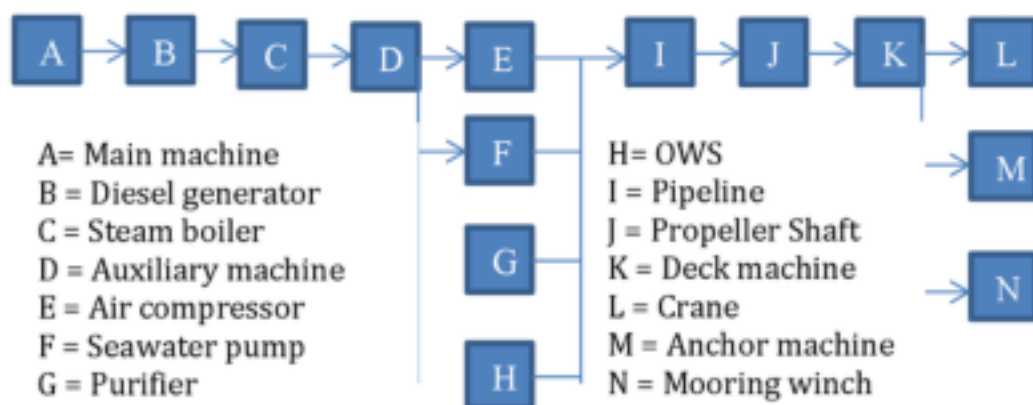 A B C D E I J K L
F
M
G
N
H
A= Main machine
B = Diesel generator
C = Steam boiler
D = Auxiliary machine
E = Air compressor
F = Seawater pump
G = Purifier
H= OWS
I = Pipeline
J = Propeller Shaft
K = Deck machine
L = Crane
M = Anchor machine
N = Mooring winch